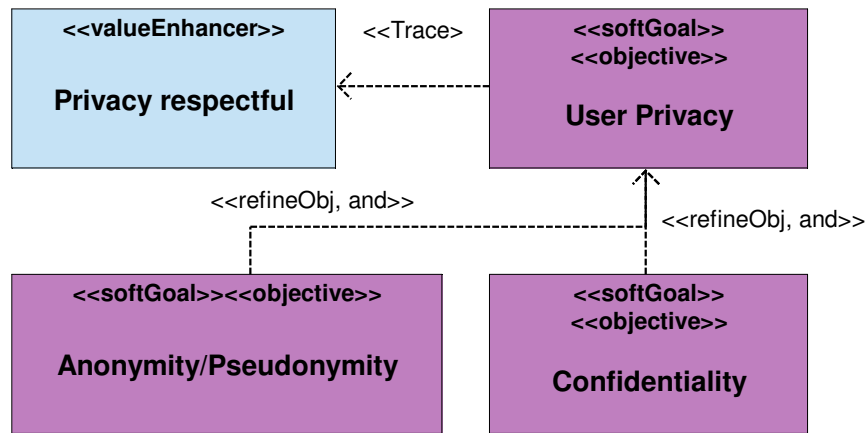 <<valueEnhancer>>
Privacy respectful
<<Trace>
<<softGoal>>
<<objective>>
User Privacy
<<refineObj, and>>
<<refineObj, and>>
<<softGoal>><<objective>>
Anonymity/Pseudonymity
<<softGoal>>
<<objective>>
Confidentiality